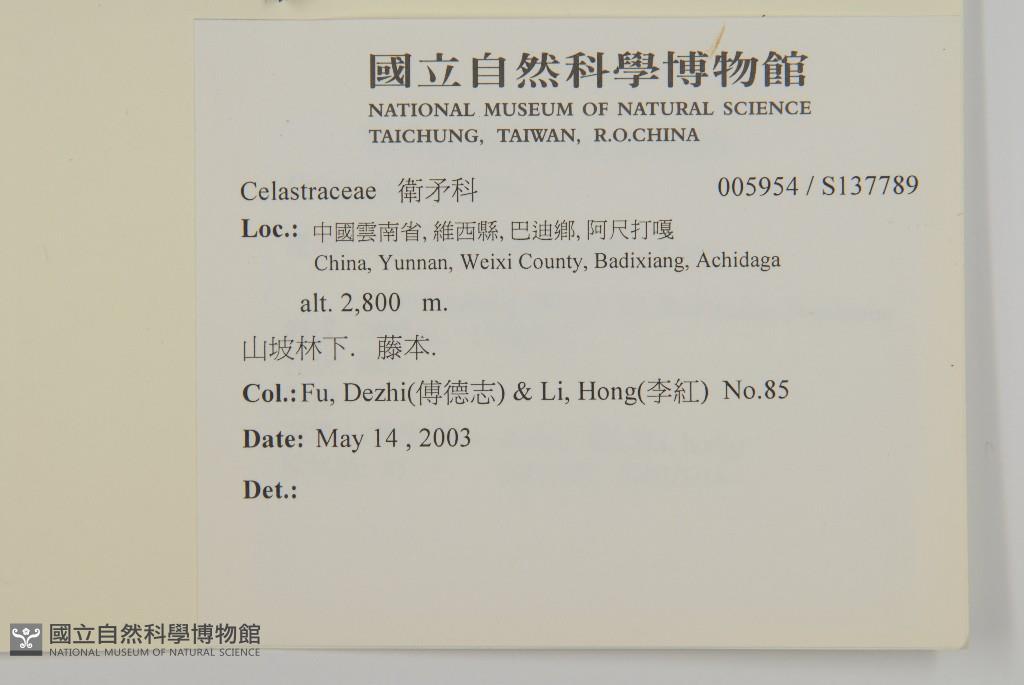 國立自然科學博物館
NATIONAL MUSEUM OF NATURAL SCIENCE
TAICHUNG, TAIWAN, R.O.CHINA
Celastraceae 衛矛科 005954 / S137789
Loc.: 中國雲南省, 維西縣, 巴迪鄉, 阿尺打嘎
China, Yunnan, Weixi County, Badixiang, Achidaga
alt. 2,800 m.
山坡林下. 藤本.
Col.: Fu, Dezhi(傅德志) & Li, Hong(李紅) No.85
Date: May 14 , 2003
Det.:
國立自然科學博物館
NATIONAL MUSEUM OF NATURAL SCIENCE